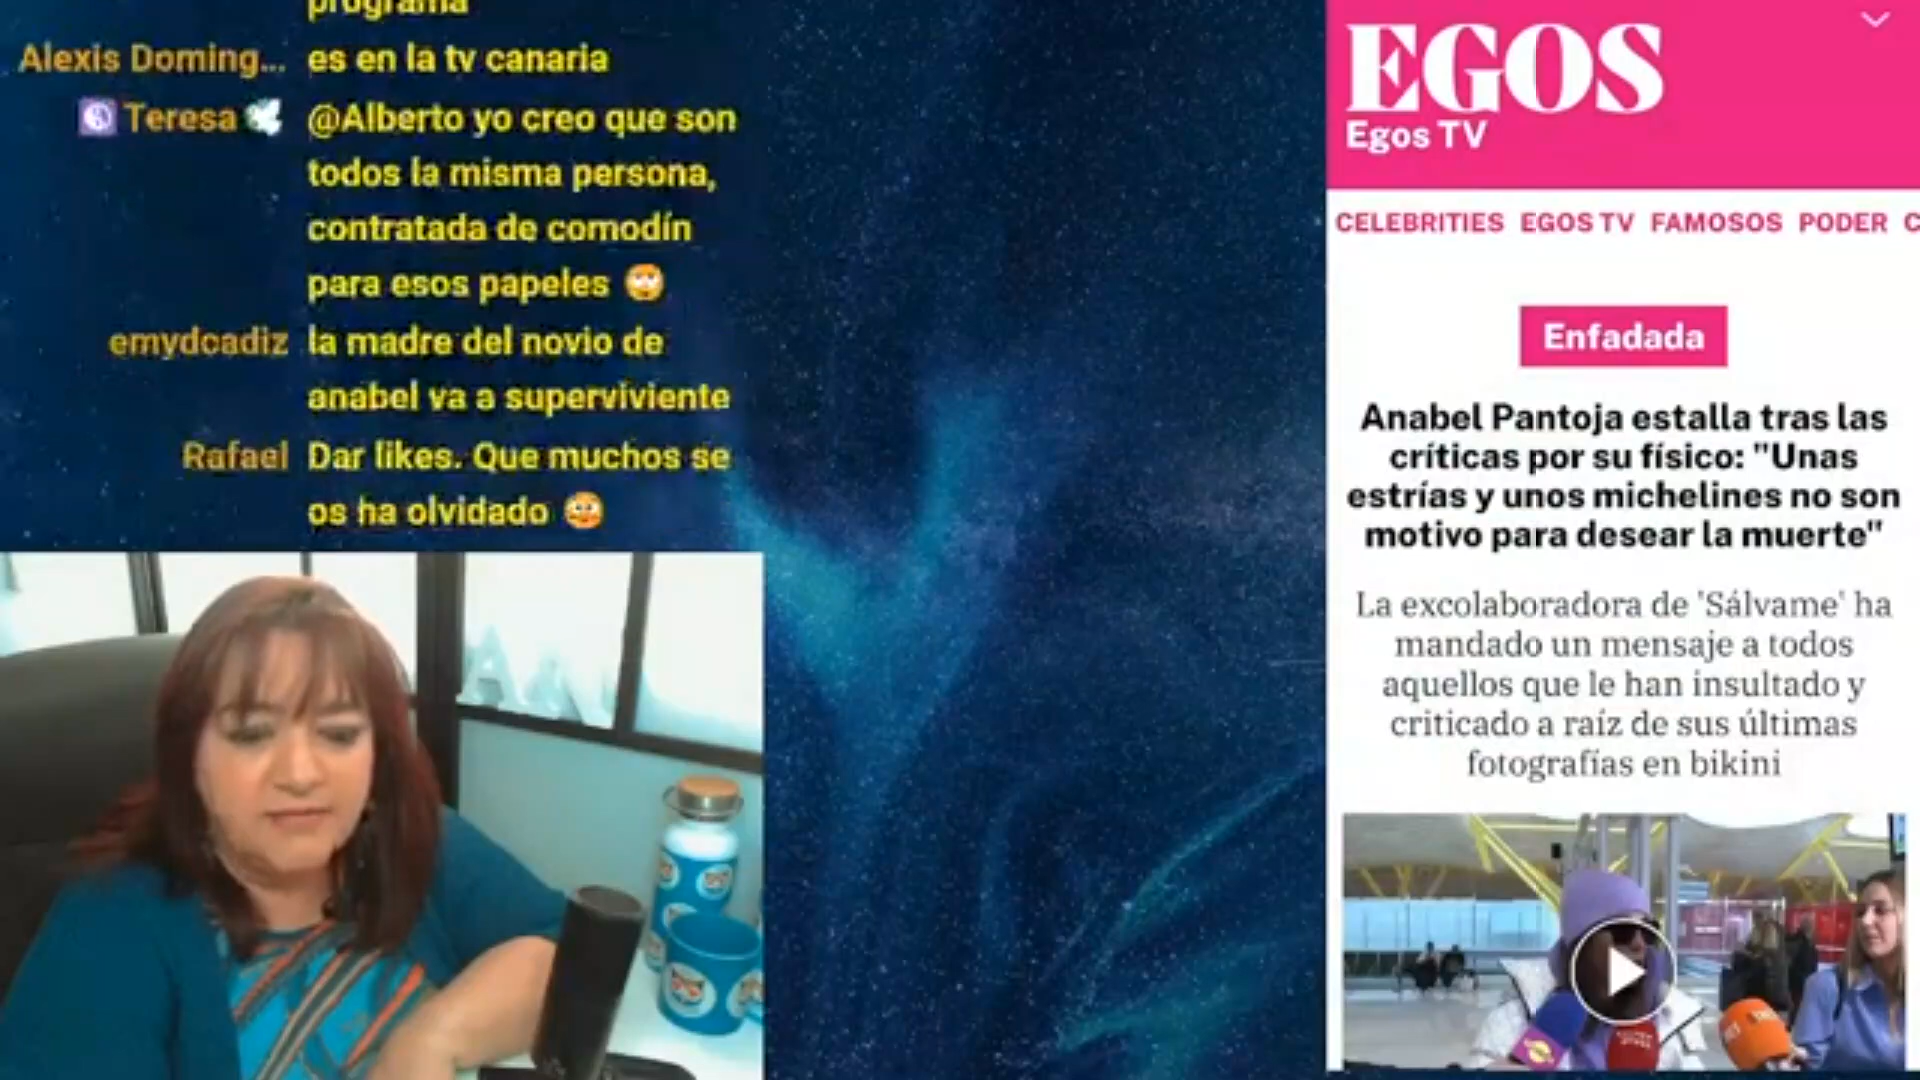 programa
Alexis Doming... es en la tv canaria
Teresa @Alberto yo creo que son
todos la misma persona,
contratada de comodín
para esos papeles
emydcadiz la madre del novio de
anabel va a superviviente
Rafael Dar likes. Que muchos se
os ha olvidado
EGOS
Egos TV
CELEBRITIES EGOS TV FAMOSOS PODER C
Enfadada
Anabel Pantoja estalla tras las
críticas por su físico: "Unas
estrías y unos michelines no son
motivo para desear la muerte"
La excolaboradora de 'Sálvame' ha
mandado un mensaje a todos
aquellos que le han insultado y
criticado a raíz de sus últimas
fotografías en bikini